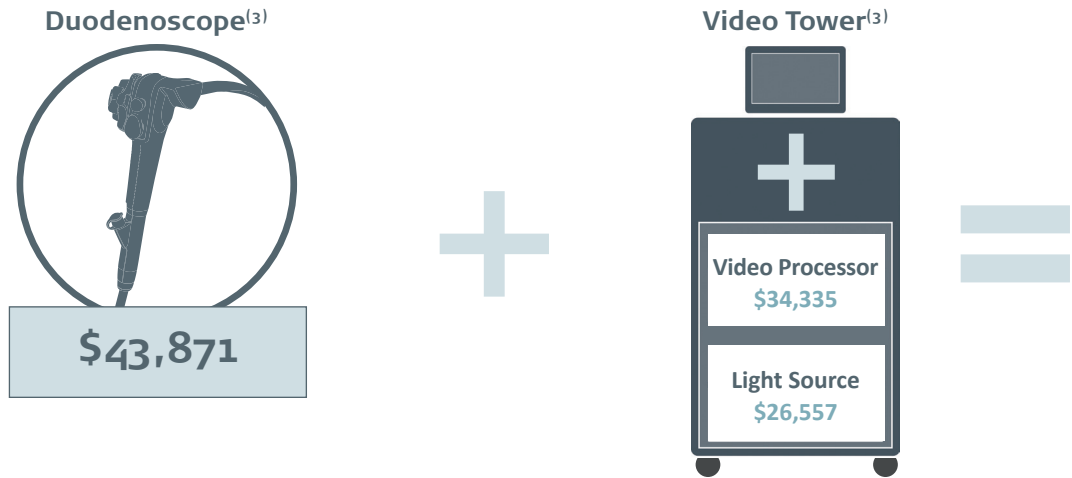 Duodenoscope(3)
$43,871
Video Tower(3)
Video Processor
$34,335
Light Source
$26,557